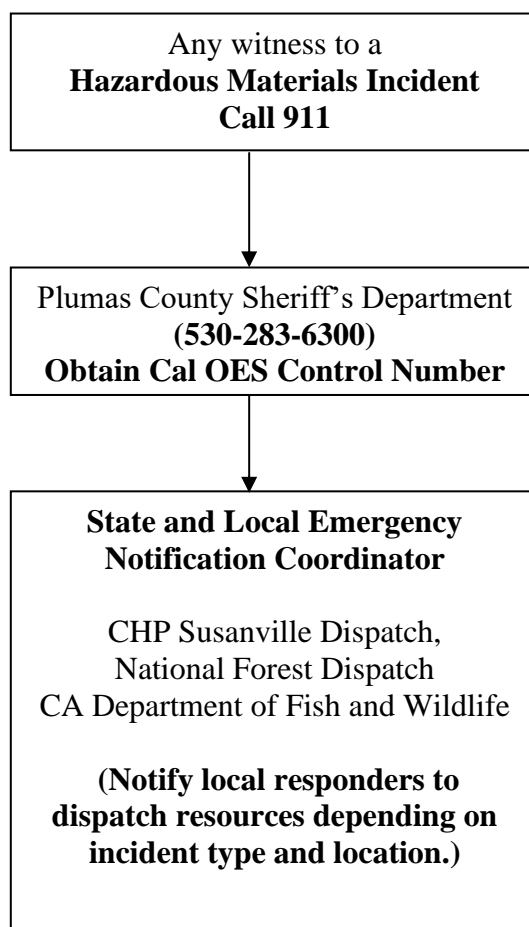 Any witness to a
Hazardous Materials Incident
Call 911
Plumas County Sheriff's Department
(530-283-6300)
Obtain Cal OES Control Number
State and Local Emergency
Notification Coordinator
CHP Susanville Dispatch,
National Forest Dispatch
CA Department of Fish and Wildlife
(Notify local responders to
dispatch resources depending on
incident type and location.)